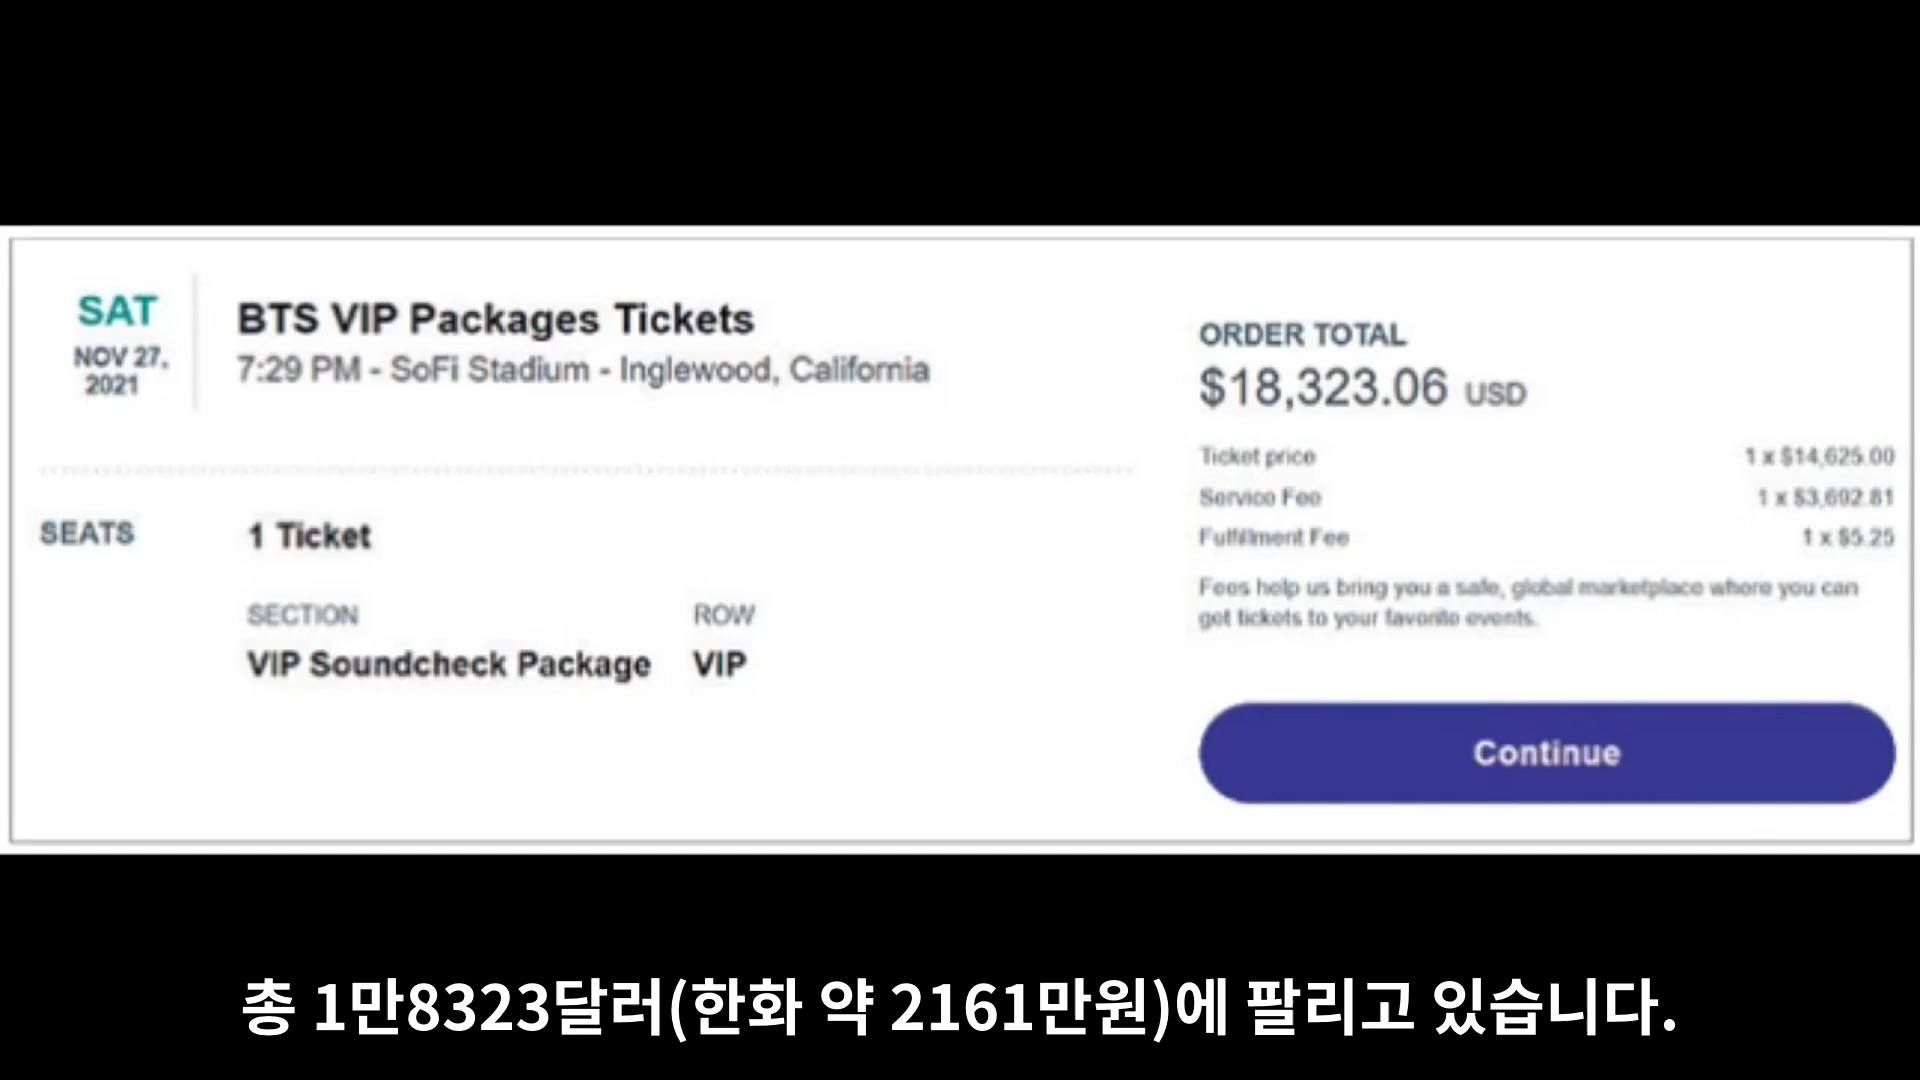 SAT
NOV 27,
2021
BTS VIP Packages Tickets
7:29 PM - SoFi Stadium - Inglewood, California
SEATS
1 Ticket
SECTION
ROW
VIP Soundcheck Package
VIP
ORDER TOTAL
$18,323.06 USD
Ticket price
1 x $14,625.00
Service Fee
1 x $3,692.81
Fulfillment Fee
1 x $5.25
Fees help us bring you a safe, global marketplace where you can
get tickets to your favorite events.
Continue
총 1만8323달러(한화 약 2161만원)에 팔리고 있습니다.